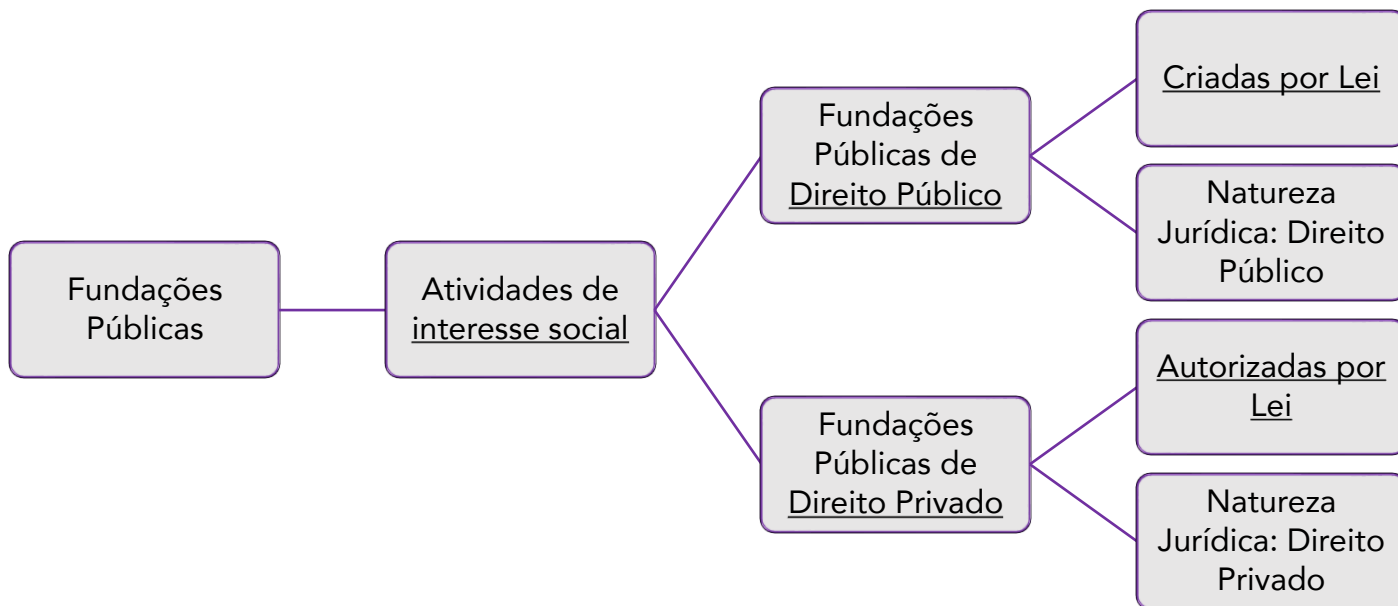 Fundações
Públicas
Atividades de
interesse social
Fundações
Públicas de
Direito Público
Criadas por Lei
Natureza
Jurídica: Direito
Público
Fundações
Públicas de
Direito Privado
Autorizadas por
Lei
Natureza
Jurídica: Direito
Privado